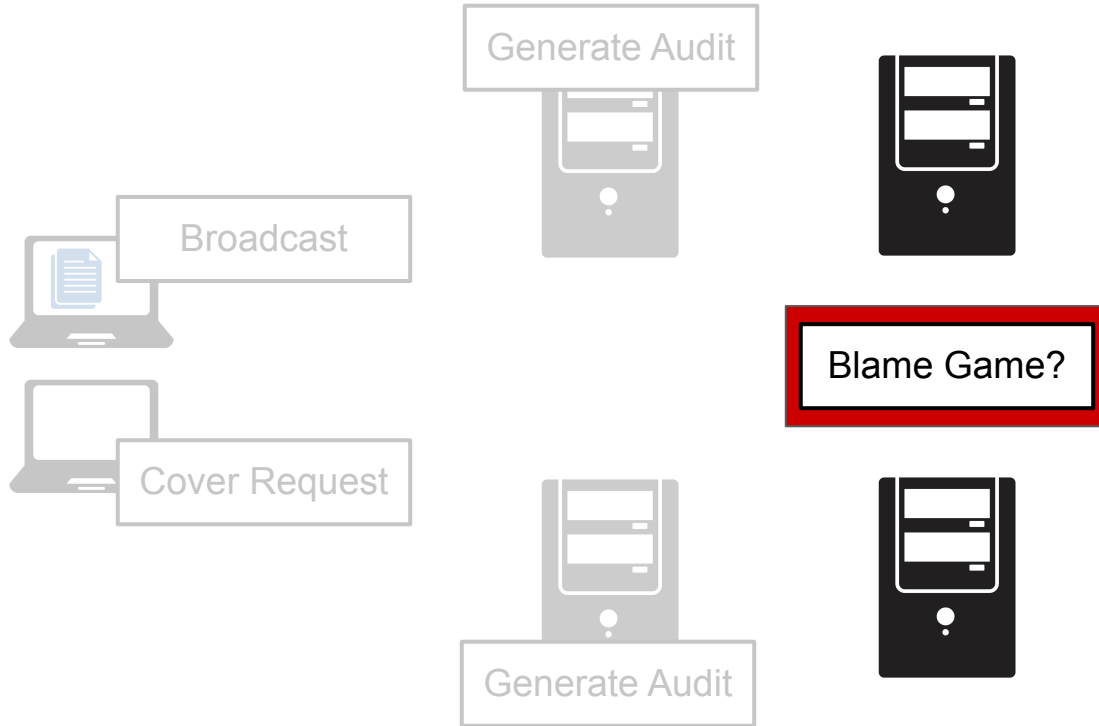 Generate Audit
Broadcast
Blame Game?
Cover Request
Generate Audit